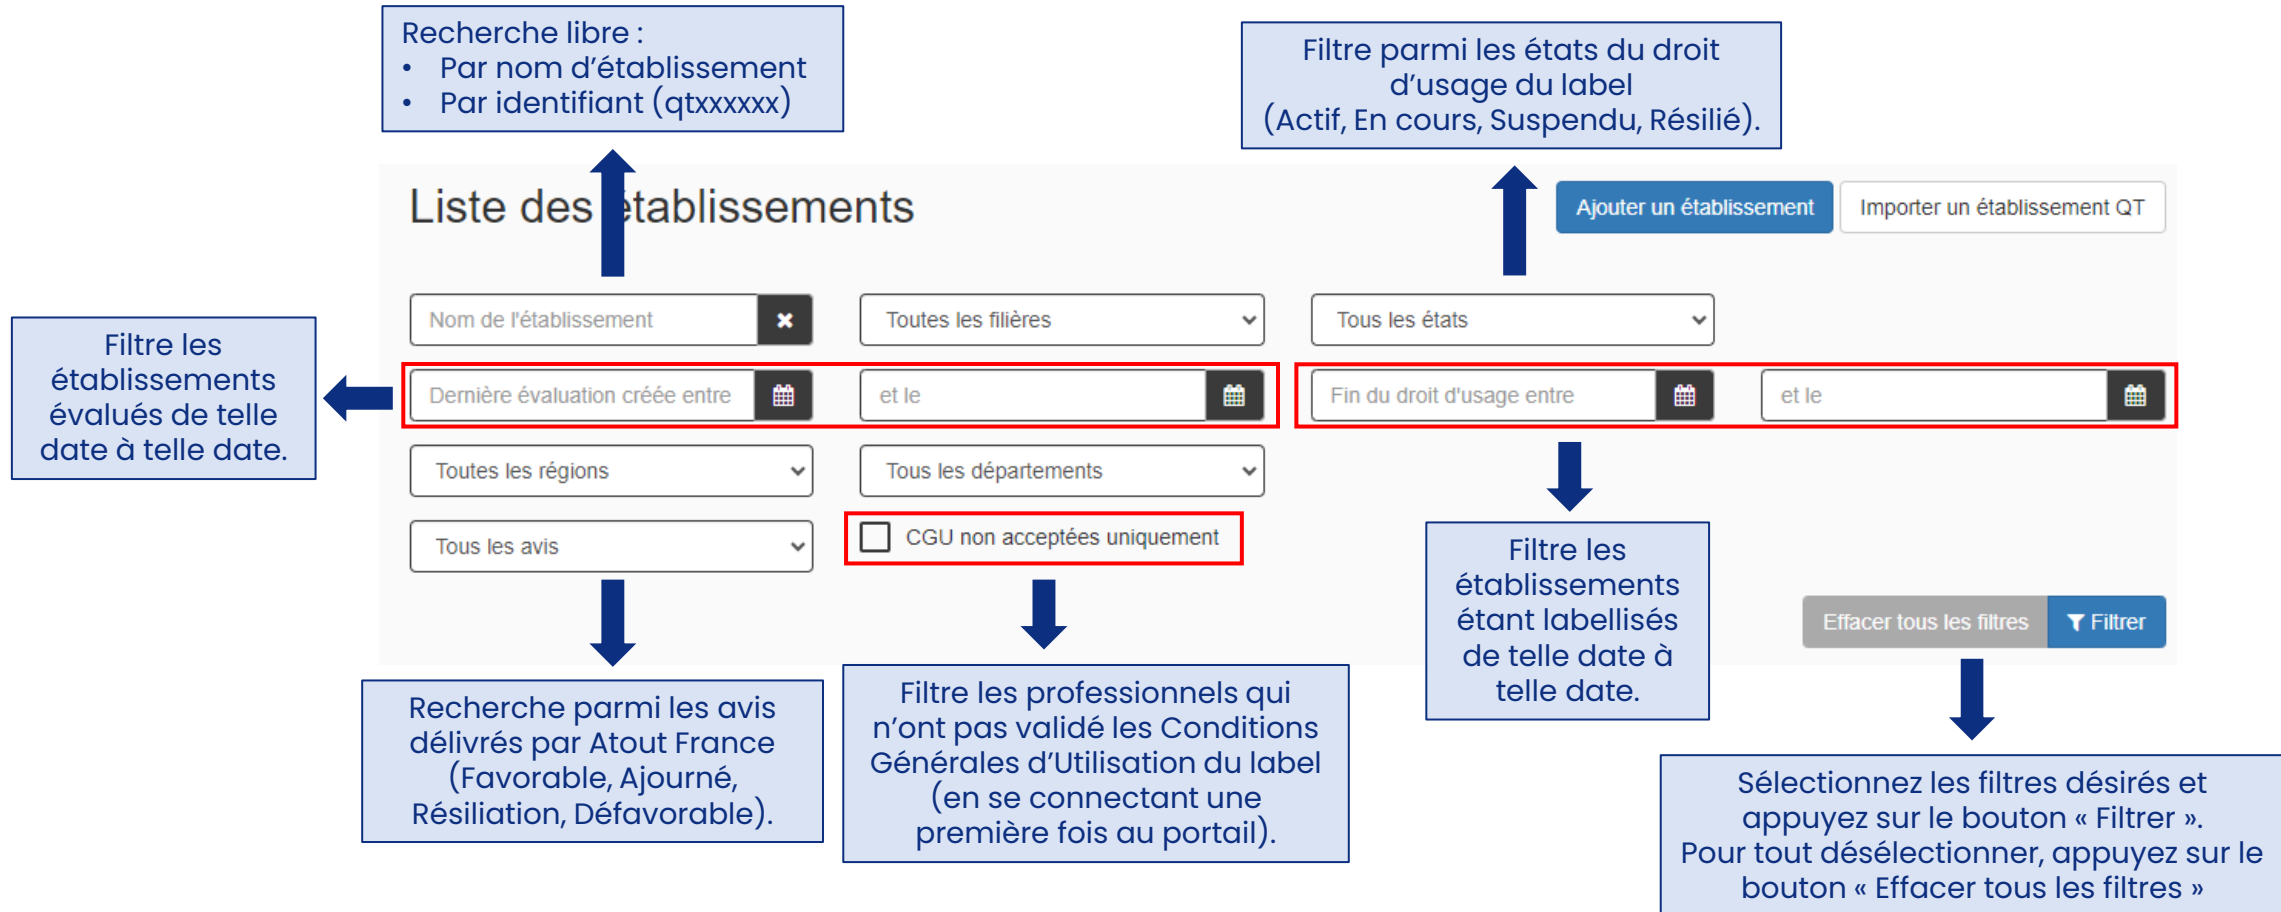 Recherche libre :
• Par nom d’établissement
• Par identifiant (qtxxxxxx)
Filtre parmi les états du droit
d’usage du label
(Actif, En cours, Suspendu, Résilié).
Liste des établissements
Ajouter un établissement
Importer un établissement QT
Nom de l'établissement
Toutes les filières
Tous les états
Filtre les
établissements
évalués de telle
date à telle date.
Dernière évaluation créée entre
et le
Fin du droit d'usage entre
et le
Toutes les régions
Tous les départements
Tous les avis
CGU non acceptées uniquement
Filtre les
établissements
étant labellisés
de telle date à
telle date.
Effacer tous les filtres
Filtrer
Recherche parmi les avis
délivrés par Atout France
(Favorable, Ajourné,
Résiliation, Défavorable).
Filtre les professionnels qui
n’ont pas validé les Conditions
Générales d’Utilisation du label
(en se connectant une
première fois au portail).
Sélectionnez les filtres désirés et
appuyez sur le bouton « Filtrer ».
Pour tout désélectionner, appuyez sur le
bouton « Effacer tous les filtres »